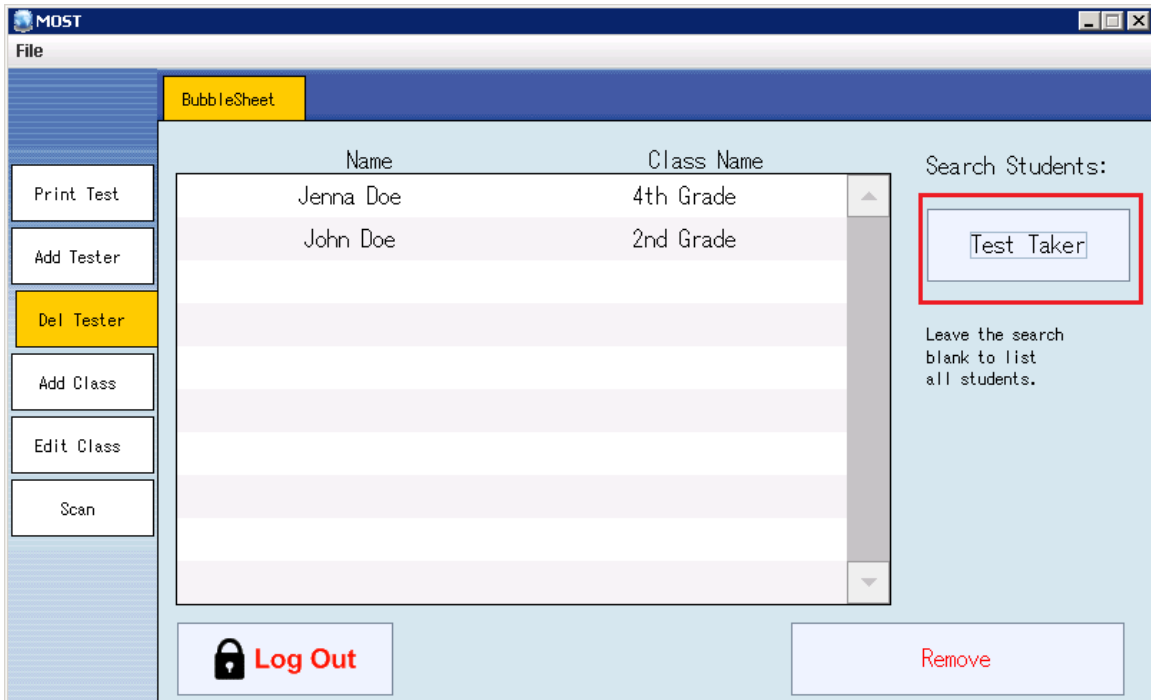 MOST
File
BubbleSheet
Print Test
Add Tester
Del Tester
Add Class
Edit Class
Scan
Name Class Name
Jenna Doe 4th Grade
John Doe 2nd Grade
Search Students:
Test Taker
Leave the search
blank to list
all students.
Log Out
Remove